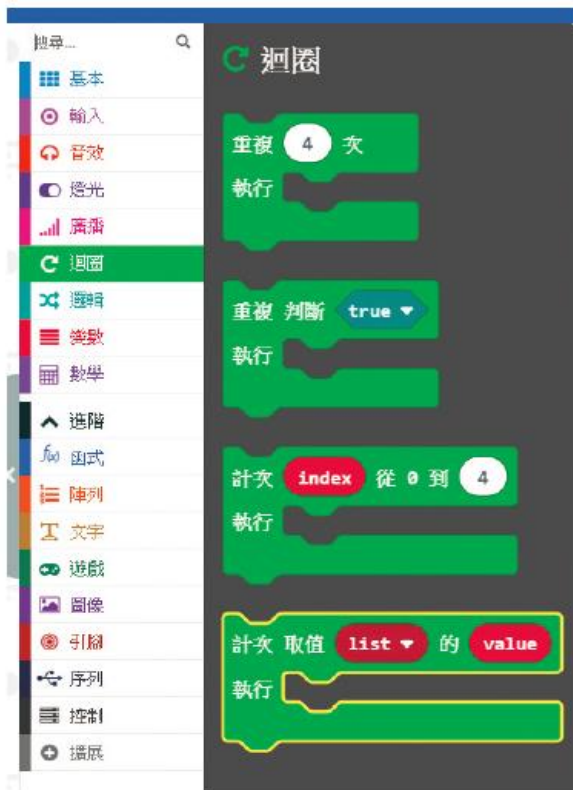 搜尋...
基本
輸入
音效
燈光
廣播
迴圈
邏輯
變數
數學
進階
f(x) 函式
陣列
T 文字
遊戲
圖像
引腳
序列
控制
擴展
迴圈
重複 4 次
執行
重複 判斷 true
執行
計次 index 從 0 到 4
執行
計次 取值 list 的 value
執行